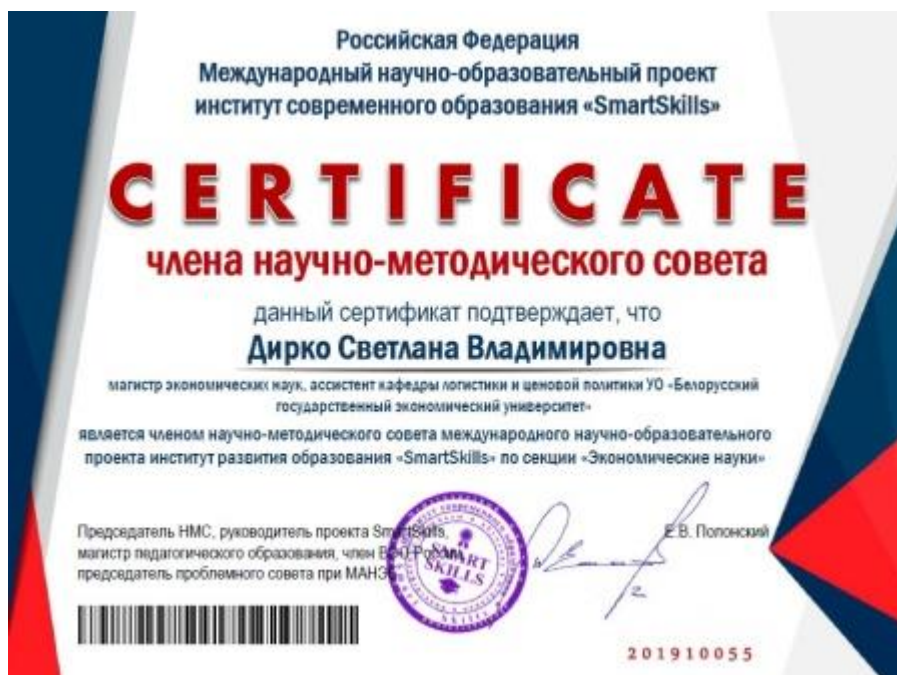 Российская Федерация
Международный научно-образовательный проект
институт современного образования «SmartSkills»
CERTIFICATE
члена научно-методического совета
данный сертификат подтверждает, что
Дирко Светлана Владимировна
магистр экономических наук, ассистент кафедры логистики и ценовой политики УО «Белорусский
государственный экономический университет»
является членом научно-методического совета международного научно-образовательного
проекта институт развития образования «SmartSkills» по секции «Экономические науки»
Председатель НМС, руководитель проекта SmartSkills,
магистр педагогического образования, член
председатель проблемного совета при МАНЭ
Е.В. Полонский
SMART
SKILLS
201910055